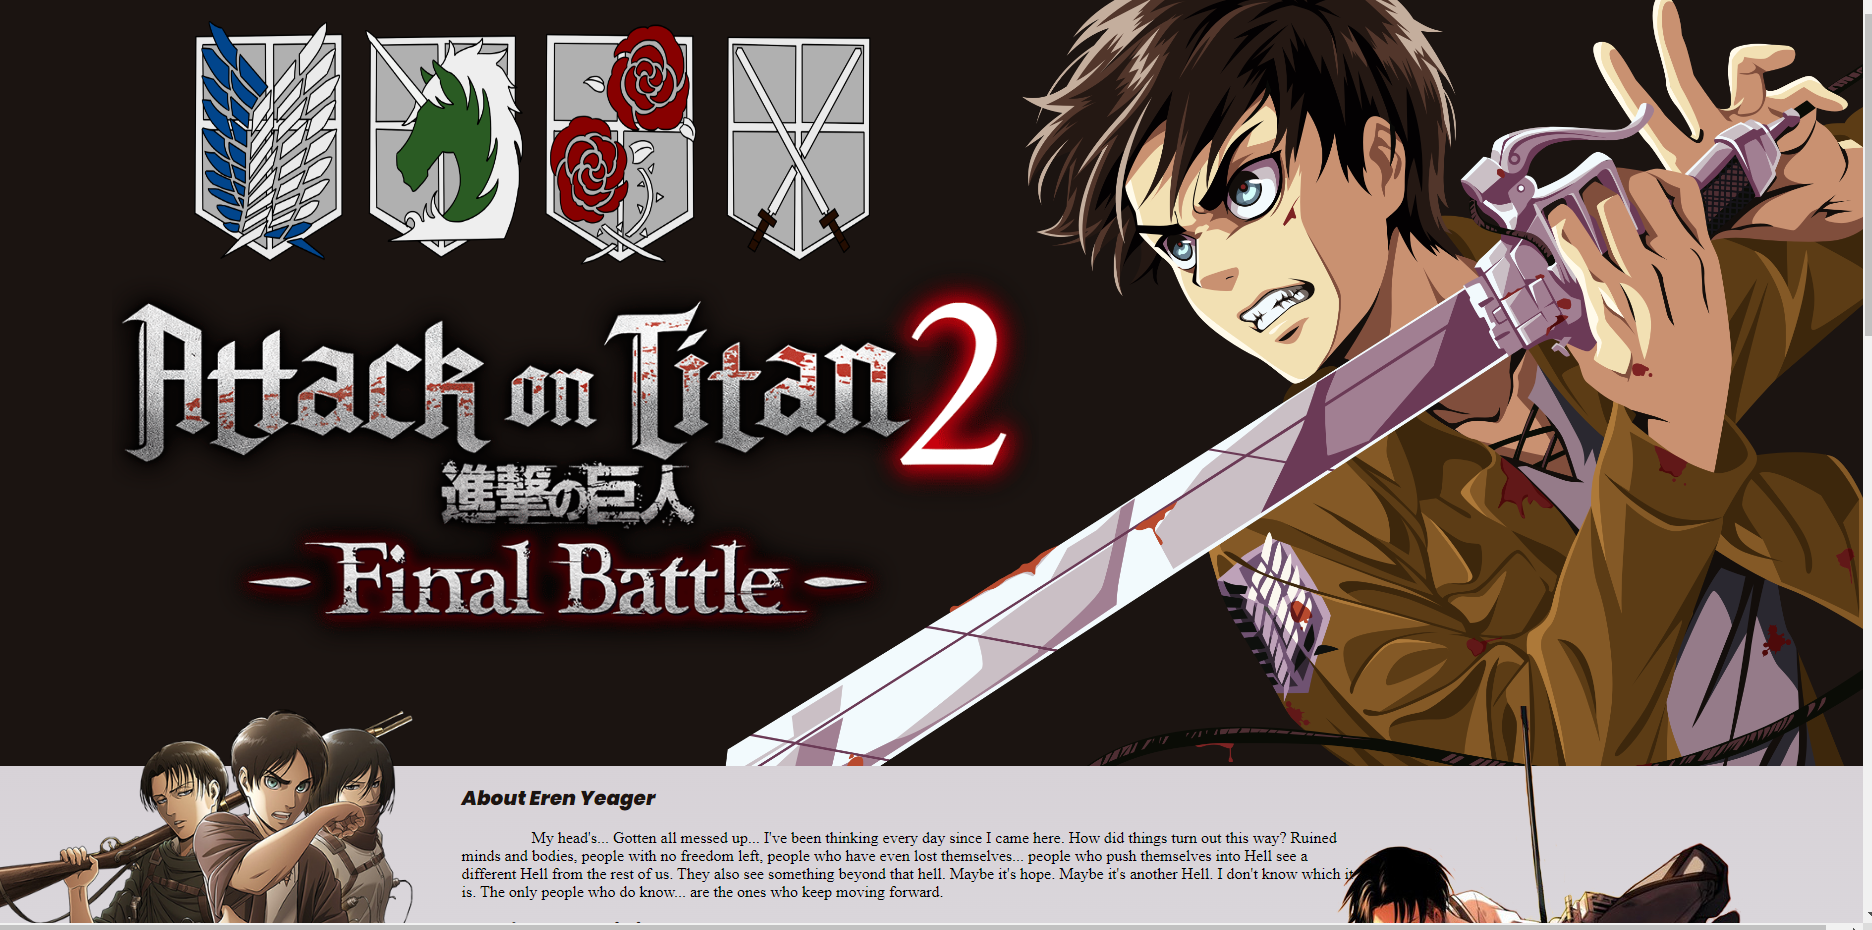 Attack on Titan 2
進撃の巨人
-Final Battle-
About Eren Yeager
My head's... Gotten all messed up... I've been thinking every day since I came here. How did things turn out this way? Ruined
minds and bodies, people with no freedom left, people who have even lost themselves... people who push themselves into Hell see a
different Hell from the rest of us. They also see something beyond that hell. Maybe it's hope. Maybe it's another Hell. I don't know which it
is. The only people who do know... are the ones who keep moving forward.